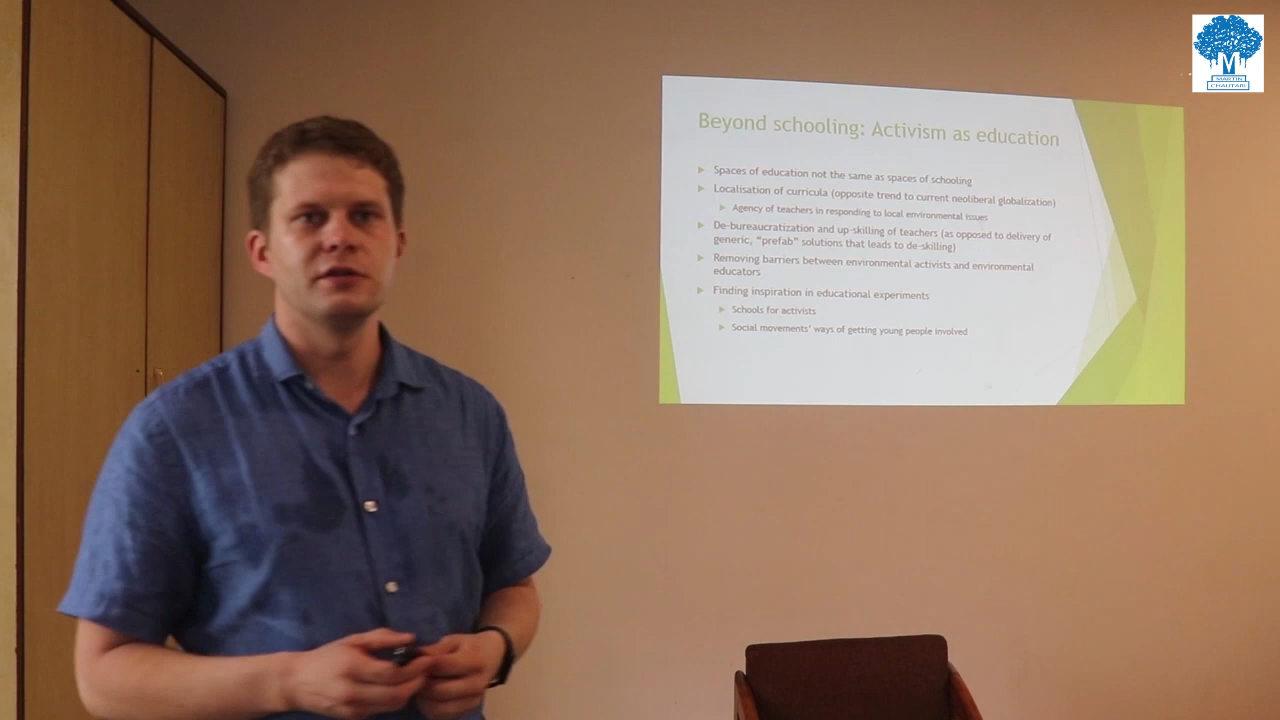 M
MARTIN
CHAUTARI
Beyond schooling: Activism as education
Spaces of education not the same as spaces of schooling
Localisation of curricula (opposite trend to current neoliberal globalization)
Agency of teachers in responding to local environmental issues
De-bureaucratization and up-skilling of teachers (as opposed to delivery of
generic, “prefab” solutions that leads to de-skilling)
Removing barriers between environmental activists and environmental
educators
Finding inspiration in educational experiments
Schools for activists
Social movements' ways of getting young people involved